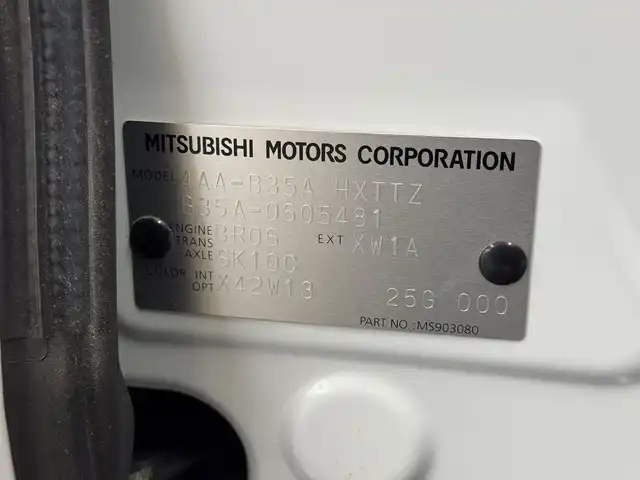 MITSUBISHI MOTORS CORPORATION
MODEL 4AA-B35A HXTTZ
B35A-0605481
ENGINE BR06 EXT XW1A
TRANS
AXLE SK10C
COLOR INT
OPT X42W13 25G 000
PART NO :MS903080